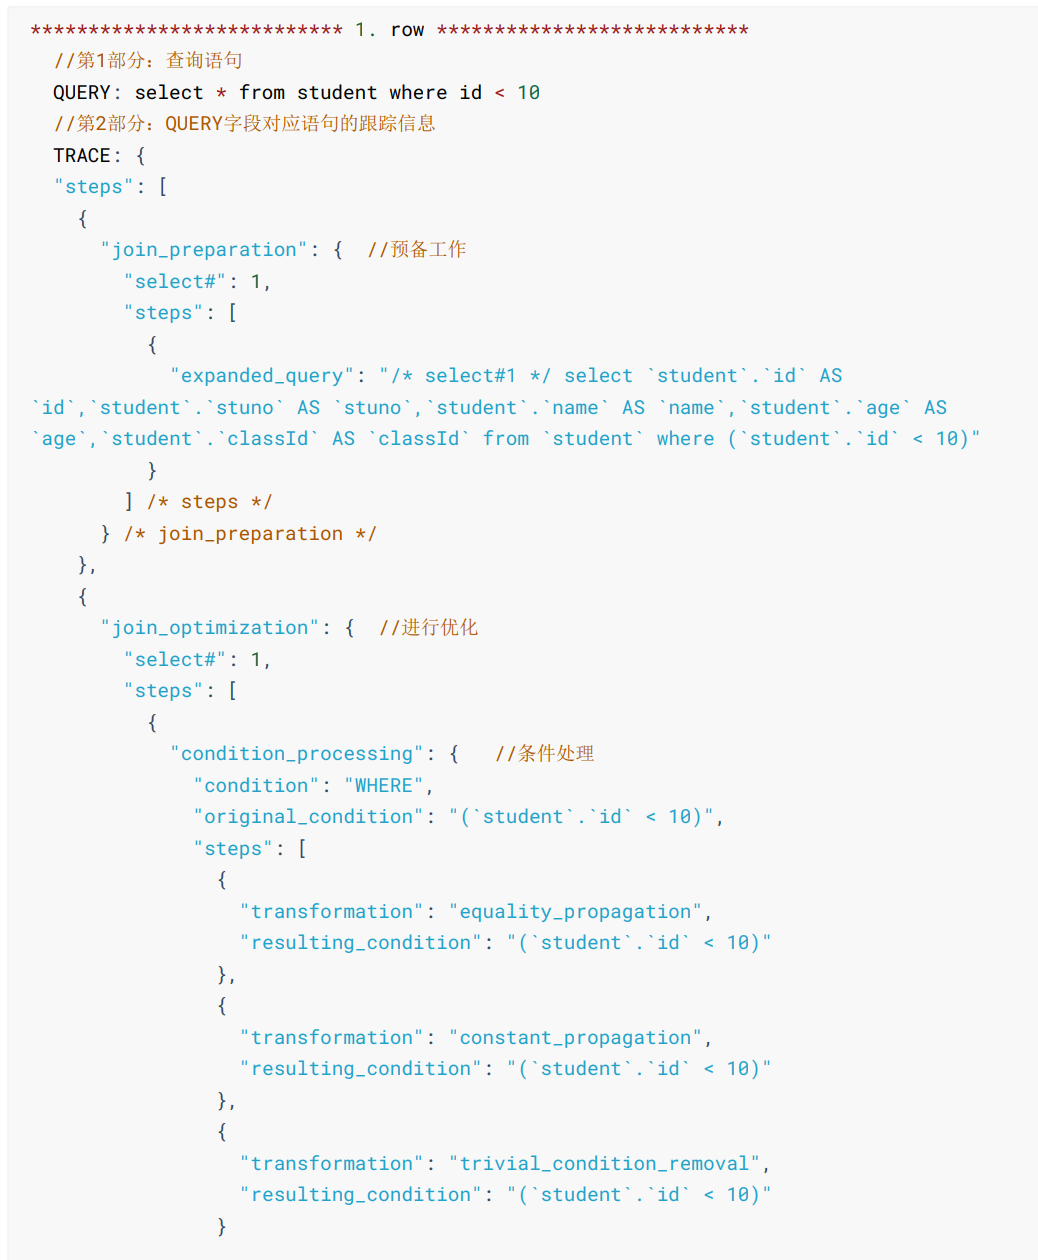 *************************** 1. row ***************************
  //第1部分：查询语句
  QUERY: select * from student where id < 10
  //第2部分：QUERY字段对应语句的跟踪信息
  TRACE: {
  "steps": [
    {
      "join_preparation": {  //预备工作
        "select#": 1,
        "steps": [
          {
            "expanded_query": "/* select#1 */ select `student`.`id` AS
`id`,`student`.`stuno` AS `stuno`,`student`.`name` AS `name`,`student`.`age` AS
`age`,`student`.`classId` AS `classId` from `student` where (`student`.`id` < 10)"
          }
        ] /* steps */
      } /* join_preparation */
    },
    {
      "join_optimization": {  //进行优化
        "select#": 1,
        "steps": [
          {
            "condition_processing": {   //条件处理
              "condition": "WHERE",
              "original_condition": "(`student`.`id` < 10)",
              "steps": [
                {
                  "transformation": "equality_propagation",
                  "resulting_condition": "(`student`.`id` < 10)"
                },
                {
                  "transformation": "constant_propagation",
                  "resulting_condition": "(`student`.`id` < 10)"
                },
                {
                  "transformation": "trivial_condition_removal",
                  "resulting_condition": "(`student`.`id` < 10)"
                }